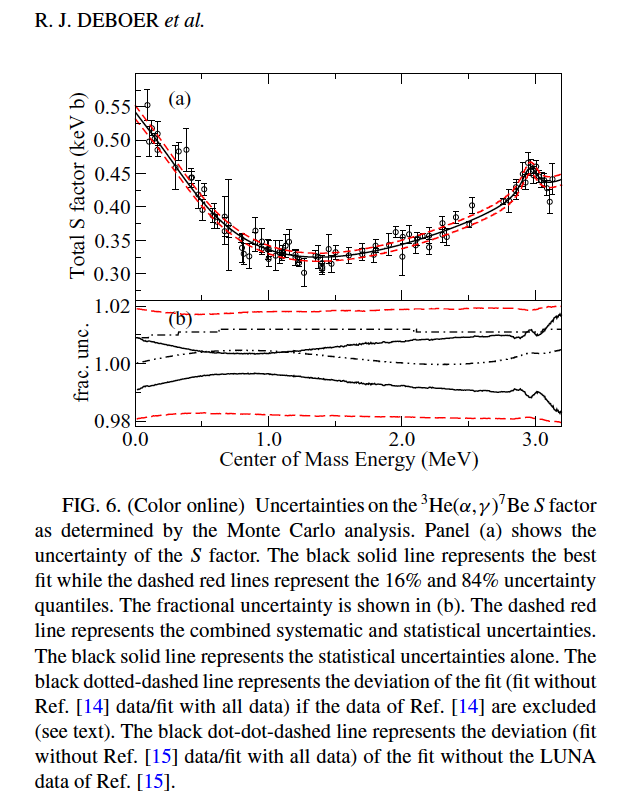 R. J. DEBOER et al.
Total S factor (keV b)
(a)
0.55
0.50
0.45
0.40
0.35
0.30
frac. unc.
(b)
1.02
1.00
0.98
0.0 1.0 2.0 3.0
Center of Mass Energy (MeV)
FIG. 6. (Color online) Uncertainties on the ³He(α,γ)⁷Be S factor
as determined by the Monte Carlo analysis. Panel (a) shows the
uncertainty of the S factor. The black solid line represents the best
fit while the dashed red lines represent the 16% and 84% uncertainty
quantiles. The fractional uncertainty is shown in (b). The dashed red
line represents the combined systematic and statistical uncertainties.
The black solid line represents the statistical uncertainties alone. The
black dotted-dashed line represents the deviation of the fit (fit without
Ref. [14] data/fit with all data) if the data of Ref. [14] are excluded
(see text). The black dot-dot-dashed line represents the deviation (fit
without Ref. [15] data/fit with all data) of the fit without the LUNA
data of Ref. [15].